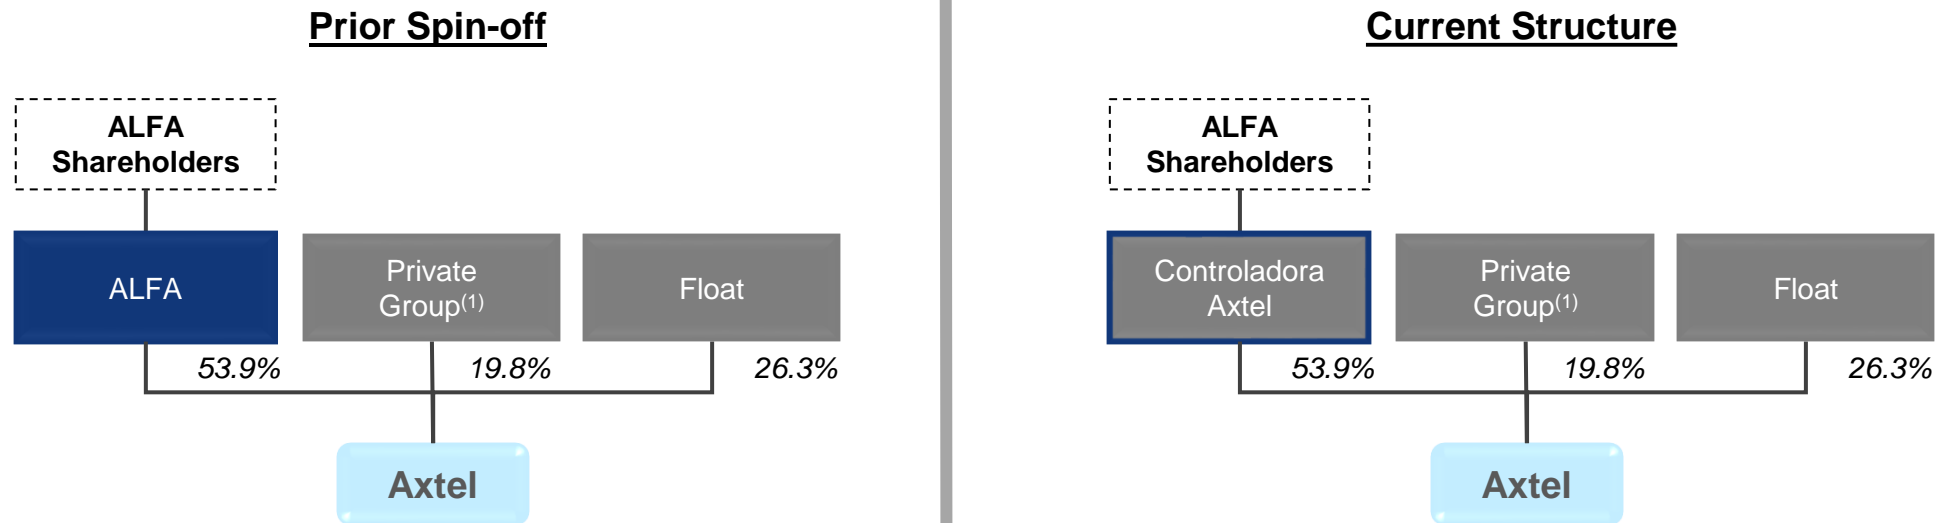 Prior Spin-off
ALFA
Shareholders
ALFA
Private
Group(1)
Float
53.9%
19.8%
26.3%
Axtel
Current Structure
ALFA
Shareholders
Controladora
Axtel
Private
Group(1)
Float
53.9%
19.8%
26.3%
Axtel